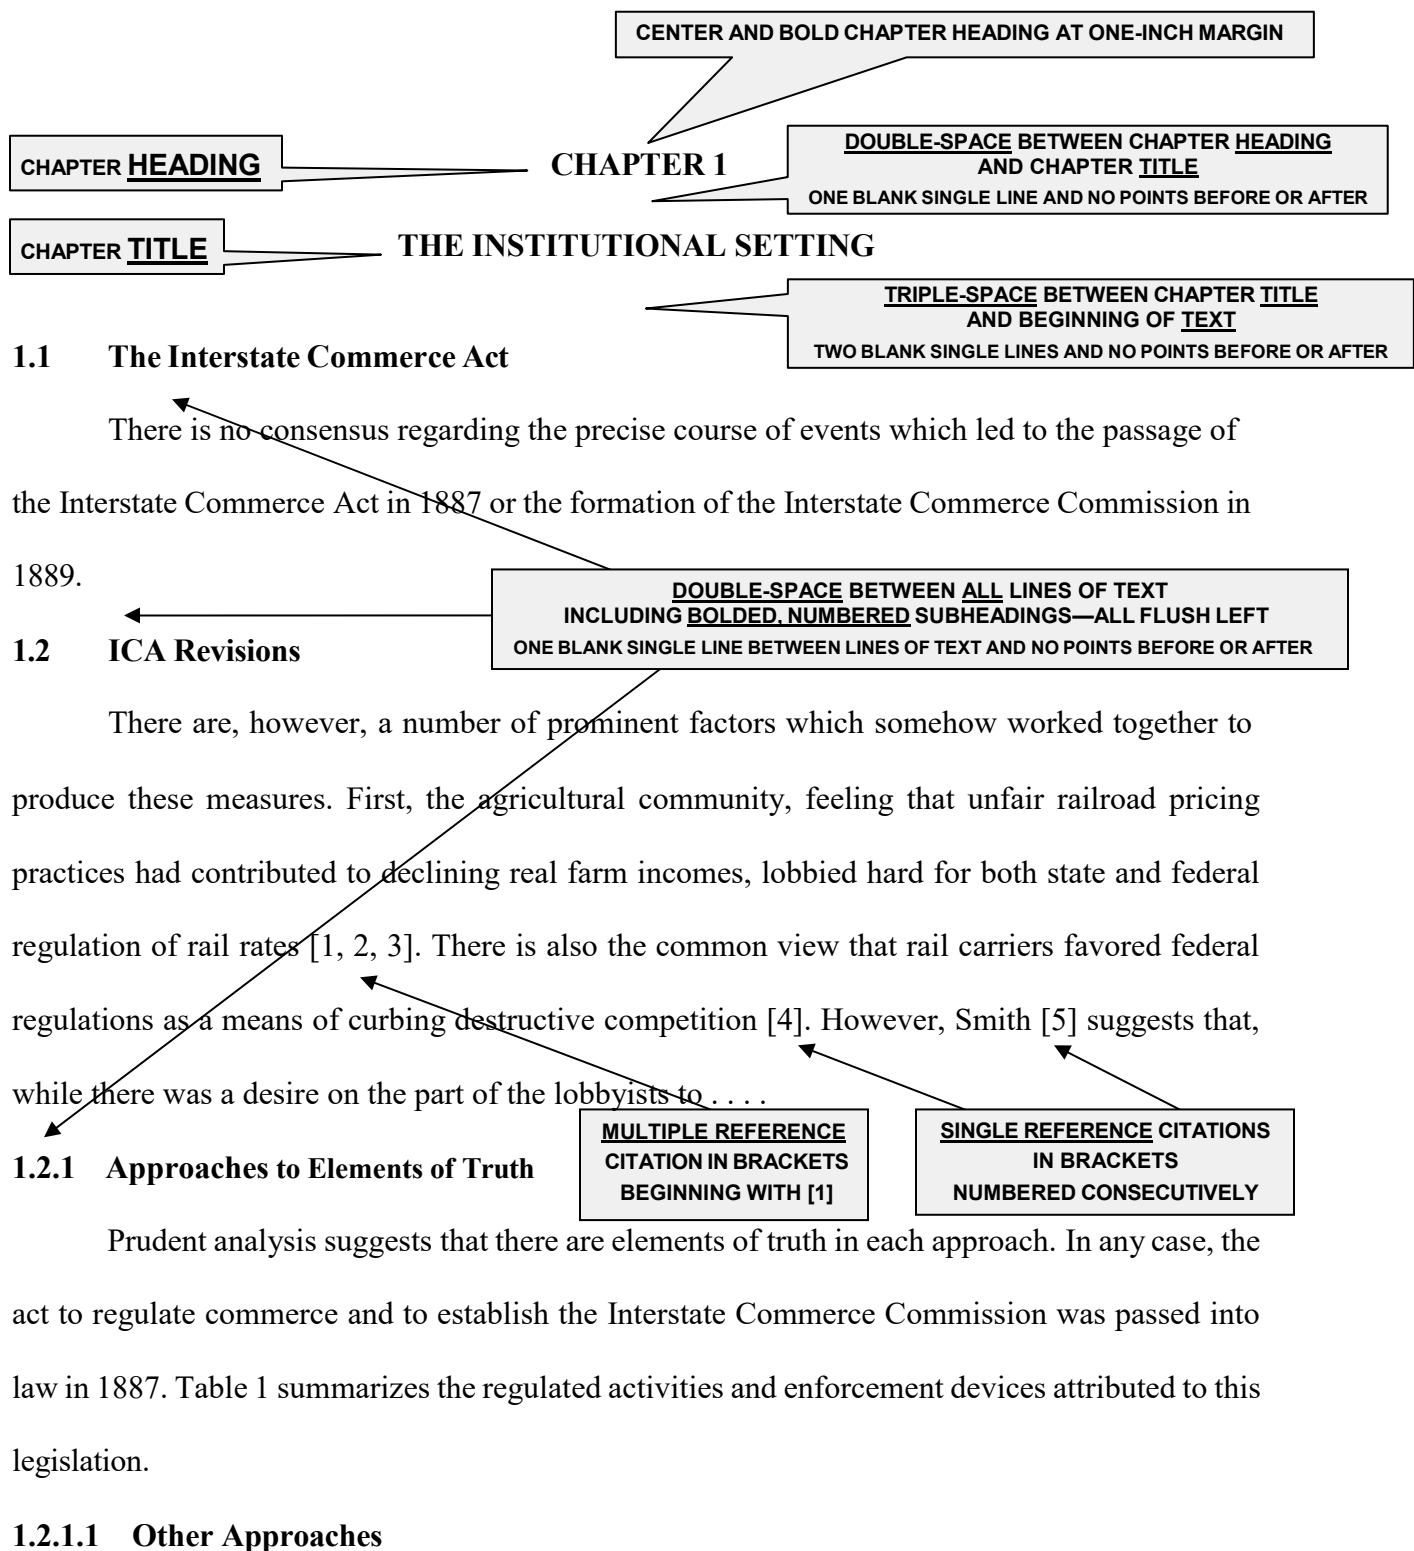 CENTER AND BOLD CHAPTER HEADING AT ONE-INCH MARGIN
CHAPTER HEADING
CHAPTER 1
DOUBLE-SPACE BETWEEN CHAPTER HEADING
AND CHAPTER TITLE
ONE BLANK SINGLE LINE AND NO POINTS BEFORE OR AFTER
CHAPTER TITLE
THE INSTITUTIONAL SETTING
TRIPLE-SPACE BETWEEN CHAPTER TITLE
AND BEGINNING OF TEXT
TWO BLANK SINGLE LINES AND NO POINTS BEFORE OR AFTER
1.1 The Interstate Commerce Act
There is no consensus regarding the precise course of events which led to the passage of
the Interstate Commerce Act in 1887 or the formation of the Interstate Commerce Commission in
1889.
DOUBLE-SPACE BETWEEN ALL LINES OF TEXT
INCLUDING BOLDED, NUMBERED SUBHEADINGS—ALL FLUSH LEFT
ONE BLANK SINGLE LINE BETWEEN LINES OF TEXT AND NO POINTS BEFORE OR AFTER
1.2 ICA Revisions
There are, however, a number of prominent factors which somehow worked together to
produce these measures. First, the agricultural community, feeling that unfair railroad pricing
practices had contributed to declining real farm incomes, lobbied hard for both state and federal
regulation of rail rates [1, 2, 3]. There is also the common view that rail carriers favored federal
regulations as a means of curbing destructive competition [4]. However, Smith [5] suggests that,
while there was a desire on the part of the lobbyists to . . . .
MULTIPLE REFERENCE
CITATION IN BRACKETS
BEGINNING WITH [1]
SINGLE REFERENCE CITATIONS
IN BRACKETS
NUMBERED CONSECUTIVELY
1.2.1 Approaches to Elements of Truth
Prudent analysis suggests that there are elements of truth in each approach. In any case, the
act to regulate commerce and to establish the Interstate Commerce Commission was passed into
law in 1887. Table 1 summarizes the regulated activities and enforcement devices attributed to this
legislation.
1.2.1.1 Other Approaches